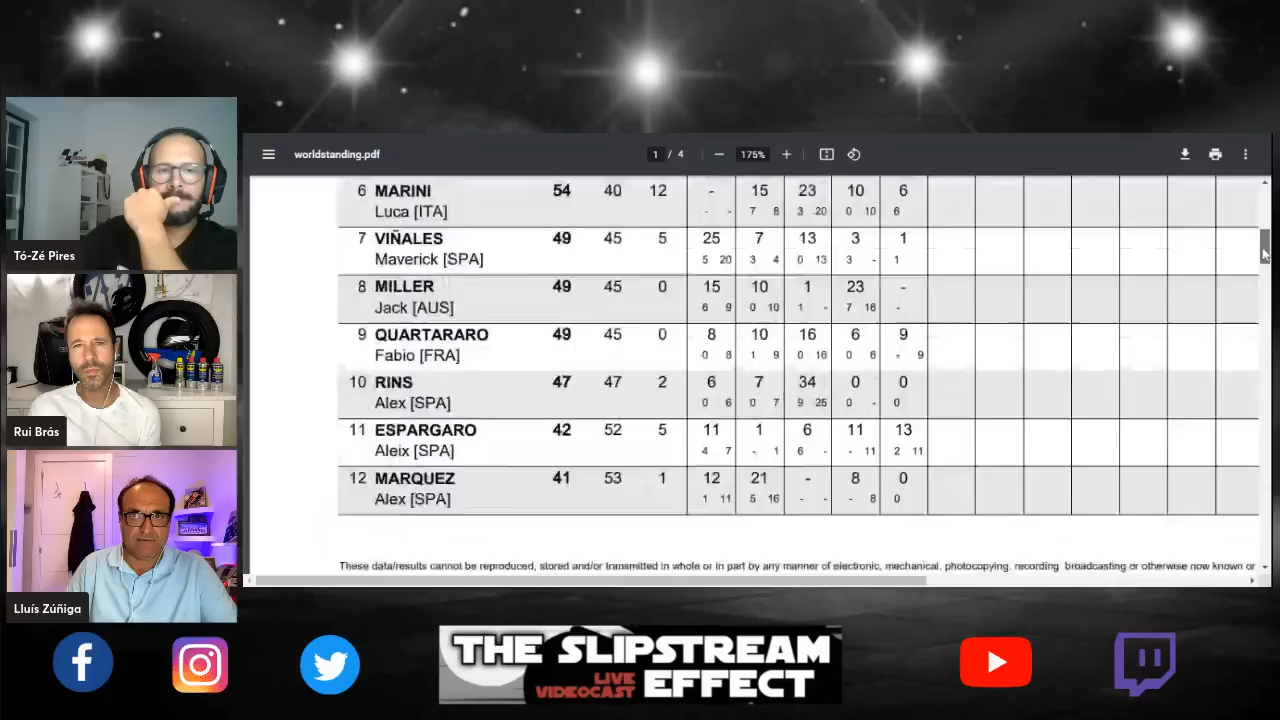 Tó-Zé Pires
Rui Brás
Lluís Zúñiga
worldstanding.pdf 1 / 4 175%
6 MARINI 54 40 12 - 15 23 10 6
Luca [ITA] - - 7 8 3 20 0 10 6
7 VIÑALES 49 45 5 25 7 13 3 1
Maverick [SPA] 5 20 3 4 0 13 3 - 1
8 MILLER 49 45 0 15 10 1 23 -
Jack [AUS] 6 9 0 10 1 - 7 16 -
9 QUARTARARO 49 45 0 8 10 16 6 9
Fabio [FRA] 0 8 1 9 0 16 0 6 - 9
10 RINS 47 47 2 6 7 34 0 0
Alex [SPA] 0 6 0 7 9 25 0 - 0
11 ESPARGARO 42 52 5 11 1 6 11 13
Aleix [SPA] 4 7 - 1 6 - - 11 2 11
12 MARQUEZ 41 53 1 12 21 - 8 0
Alex [SPA] 1 11 5 16 - - - 8 0
These data/results cannot be reproduced, stored and/or transmitted in whole or in part by any manner of electronic, mechanical, photocopying, recording, broadcasting or otherwise now known or
THE SLIPSTREAM
LIVE
VIDEOCAST EFFECT